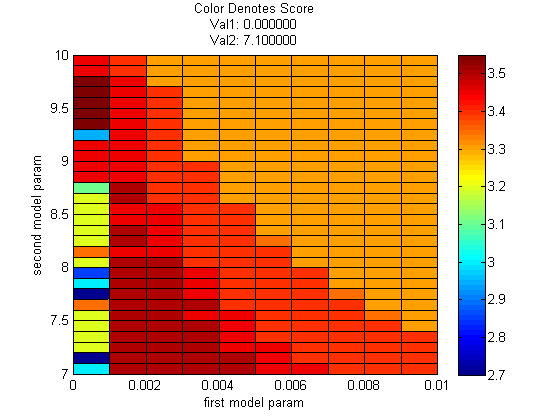 Color Denotes Score
Val1: 0.000000
Val2: 7.100000
10
9.5
9
8.5
8
7.5
7
second model param
0 0.002 0.004 0.006 0.008 0.01
first model param
3.5
3.4
3.3
3.2
3.1
3
2.9
2.8
2.7